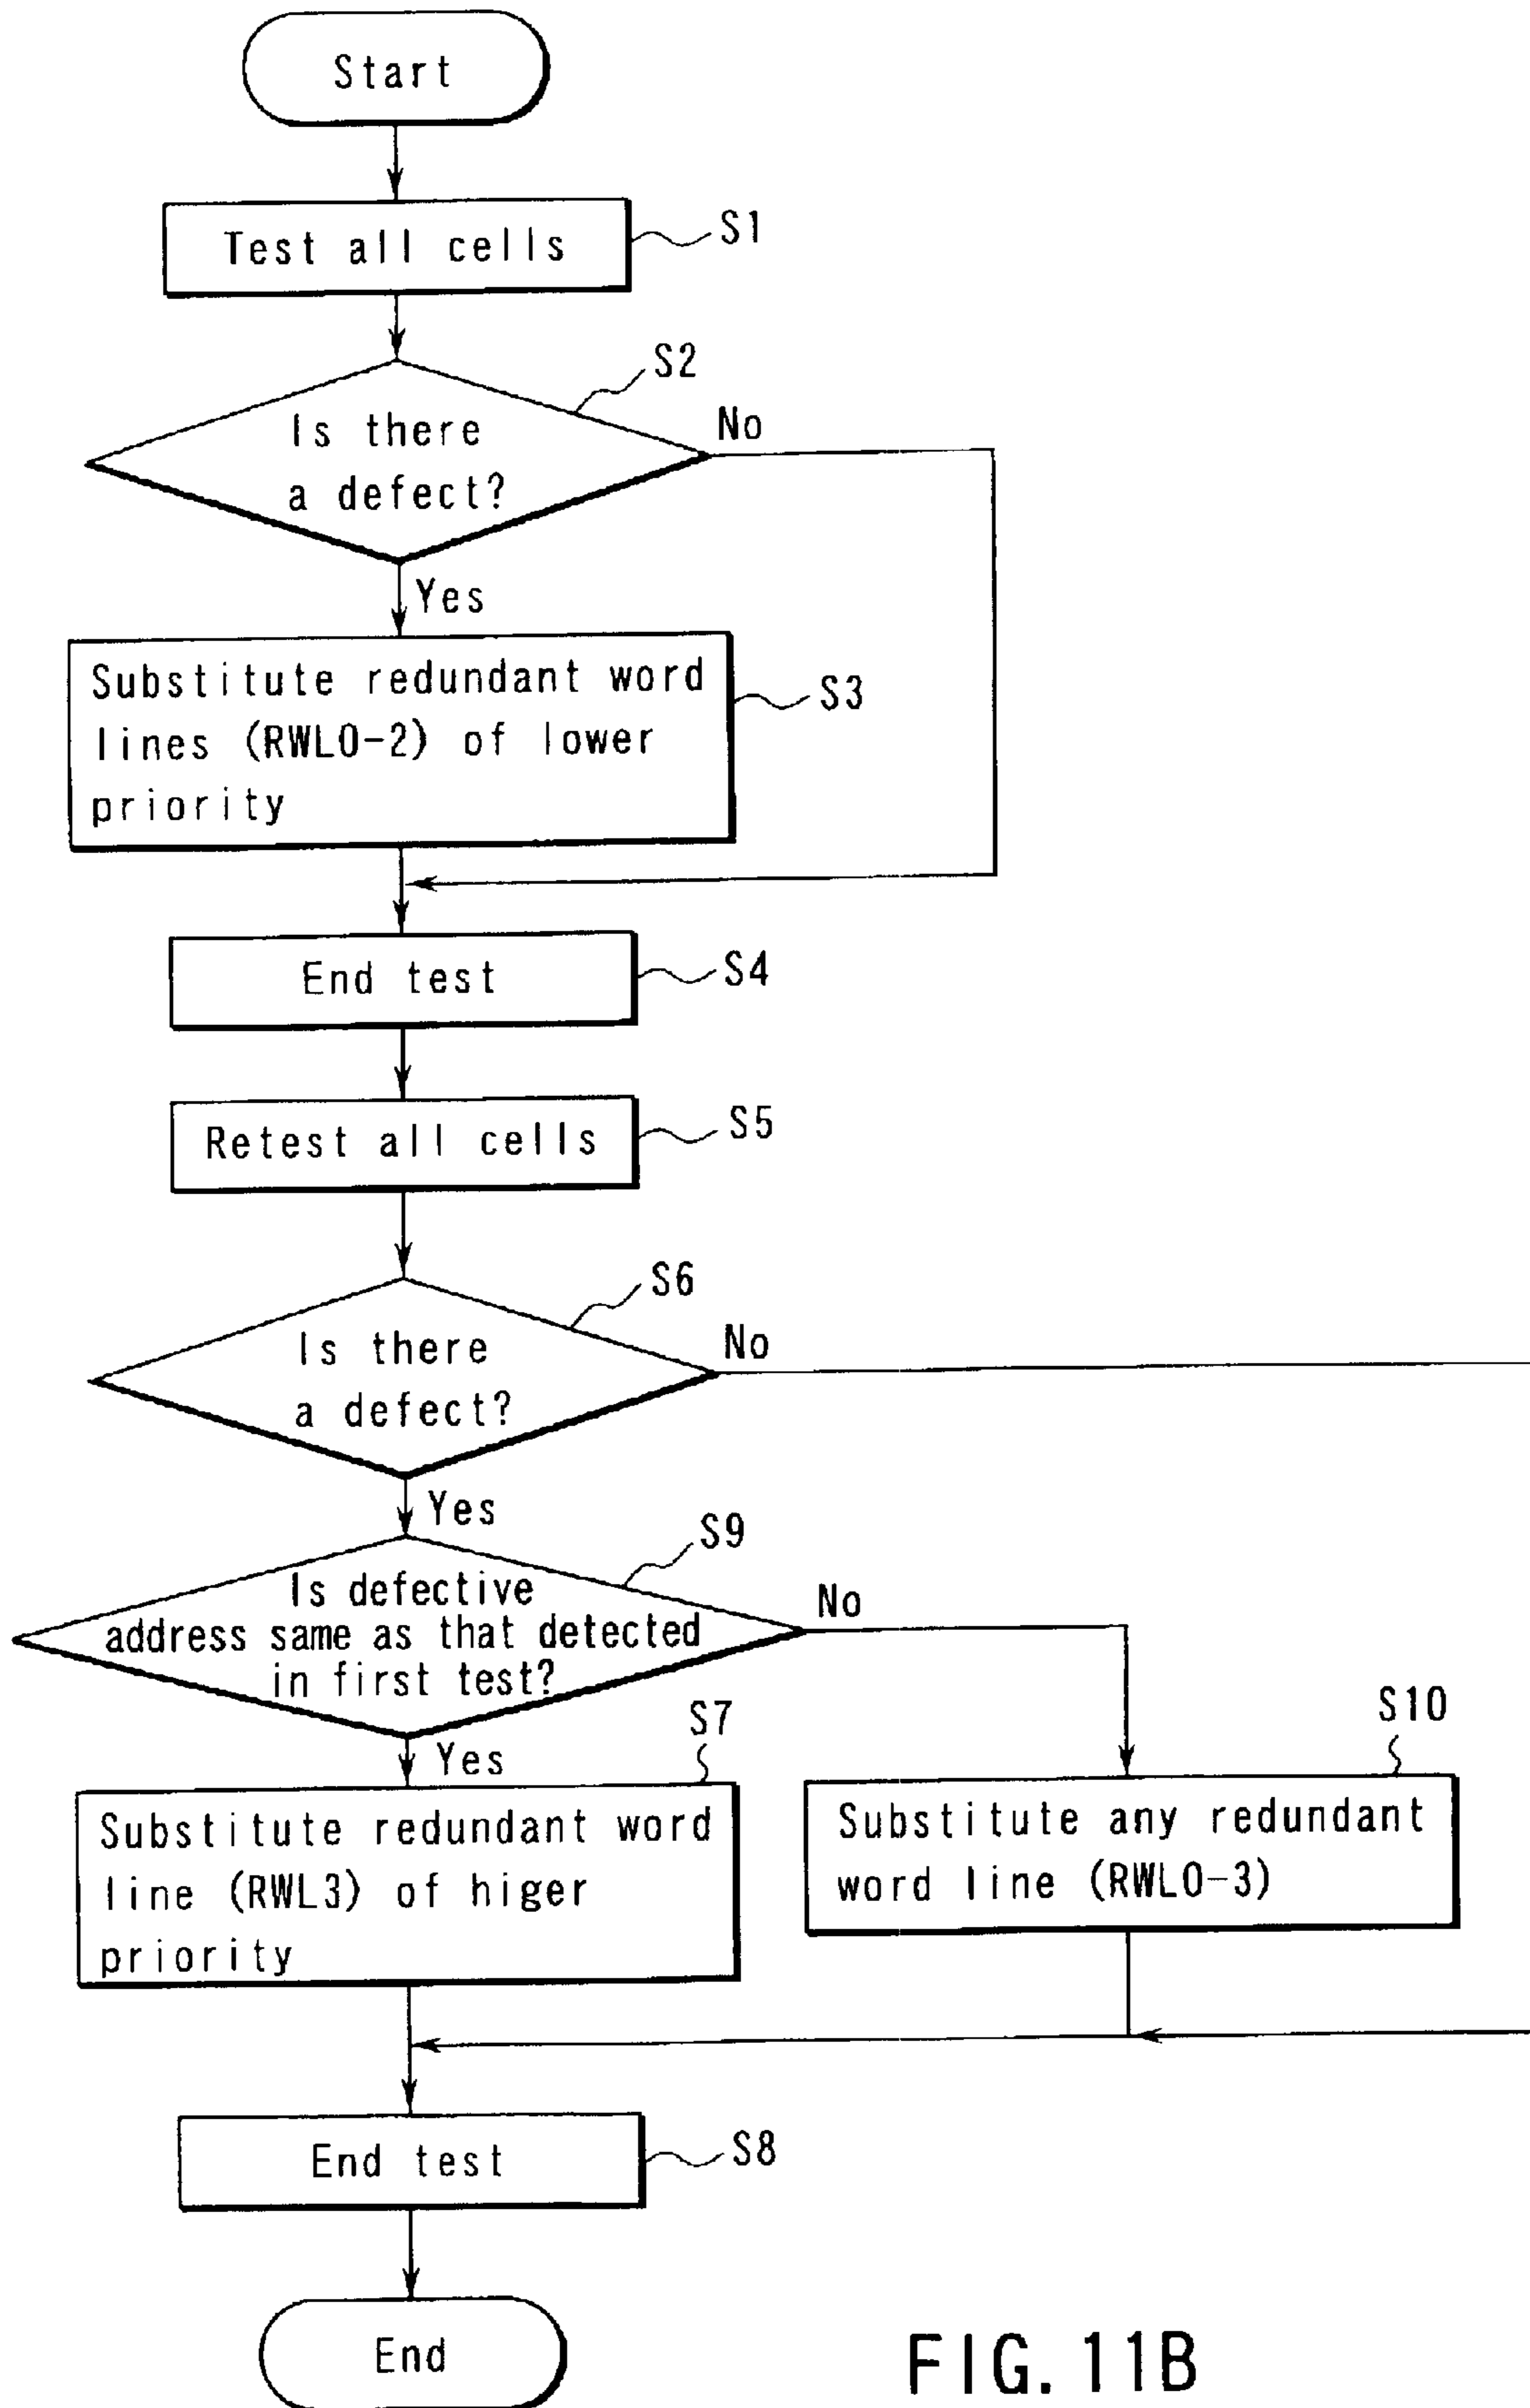 Start
Test all cells
S1
S2
Is there
a defect?
No
Yes
Substitute redundant word
lines (RWL0-2) of lower
priority
S3
End test
S4
Retest all cells
S5
S6
Is there
a defect?
No
Yes
S9
Is defective
address same as that detected
in first test?
No
Yes
S7
Substitute redundant word
line (RWL3) of higer
priority
S10
Substitute any redundant
word line (RWL0-3)
End test
S8
End
FIG. 11B